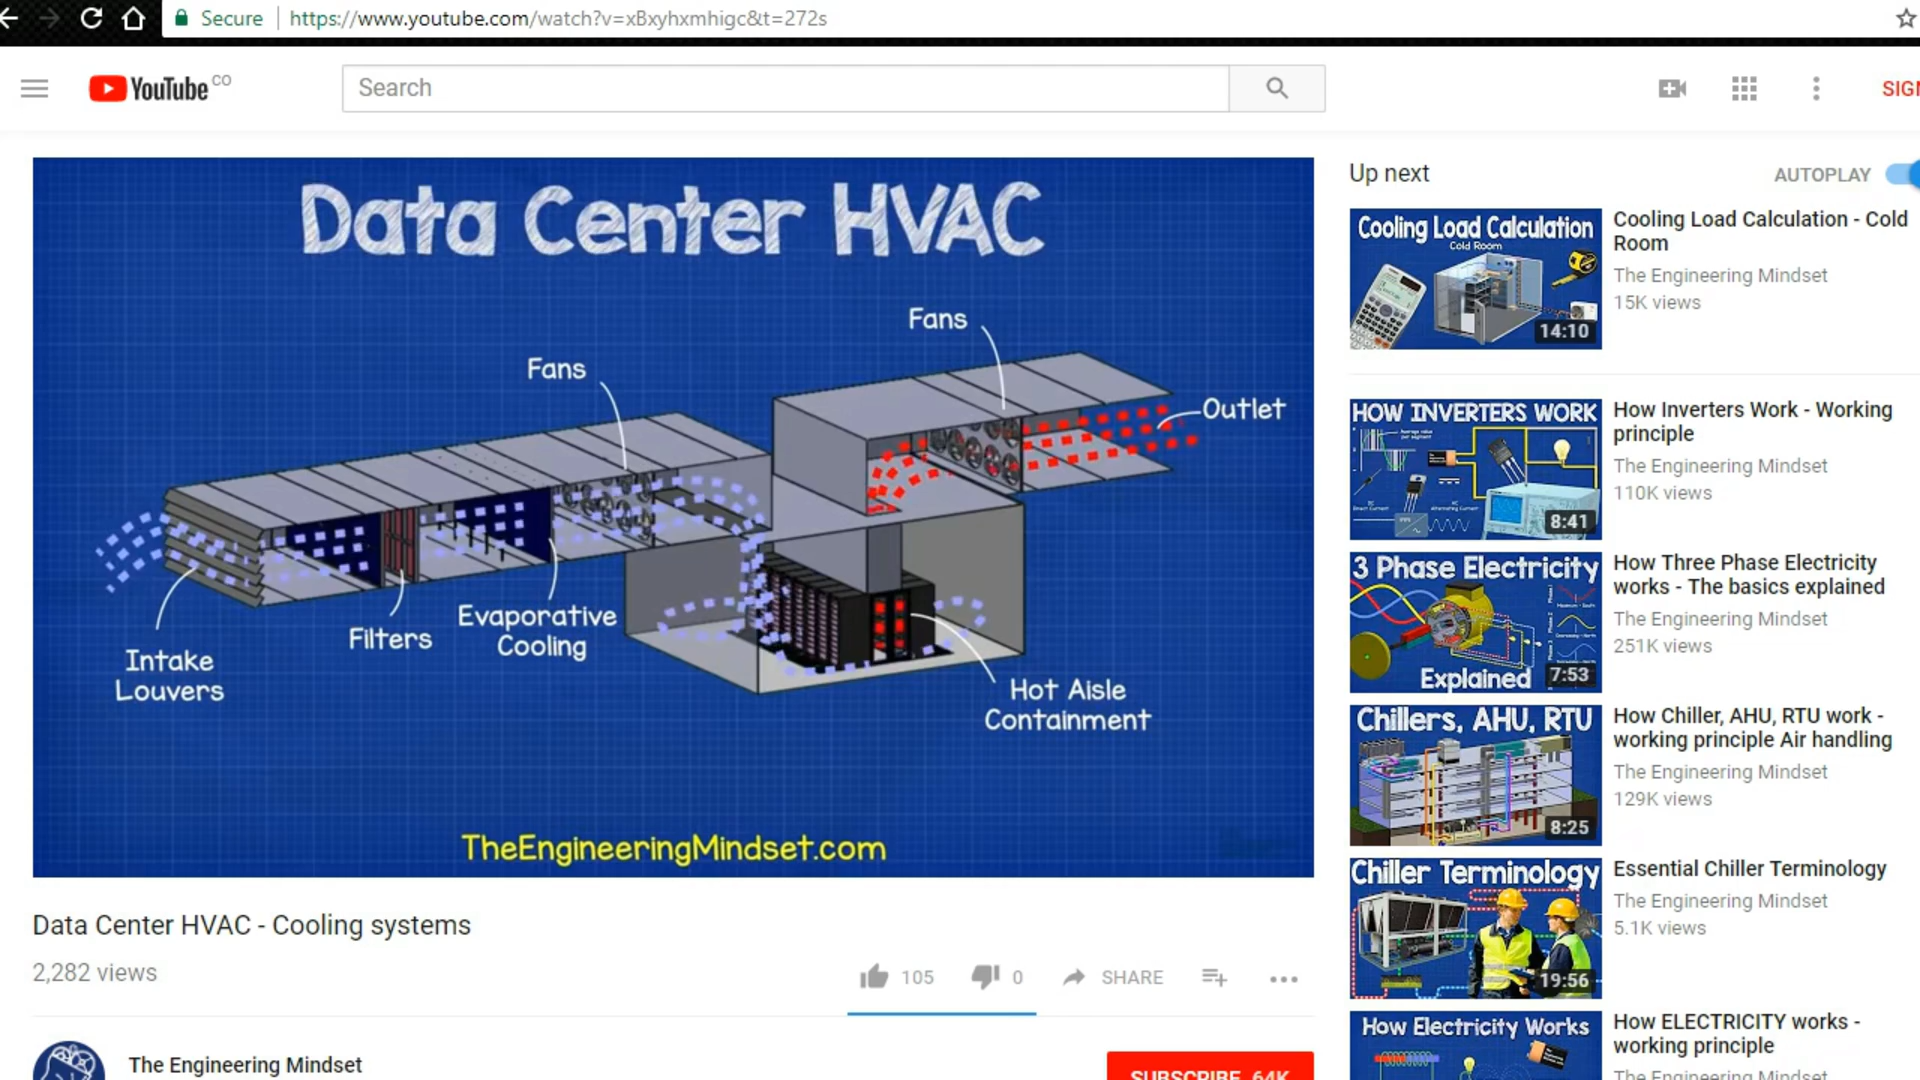 Secure https://www.youtube.com/watch?v=xBxyhxmhigc&t=272s
YouTube CO
Search
SIGN
Data Center HVAC
Fans
Fans
Outlet
Intake
Louvers
Filters
Evaporative
Cooling
Hot Aisle
Containment
TheEngineeringMindset.com
Data Center HVAC - Cooling systems
2,282 views
105 0 SHARE
The Engineering Mindset
SUBSCRIBE 64K
Up next AUTOPLAY
Cooling Load Calculation
Cold Room
14:10
Cooling Load Calculation - Cold
Room
The Engineering Mindset
15K views
HOW INVERTERS WORK
8:41
How Inverters Work - Working
principle
The Engineering Mindset
110K views
3 Phase Electricity
Explained
7:53
How Three Phase Electricity
works - The basics explained
The Engineering Mindset
251K views
Chillers, AHU, RTU
8:25
How Chiller, AHU, RTU work -
working principle Air handling
The Engineering Mindset
129K views
Chiller Terminology
19:56
Essential Chiller Terminology
The Engineering Mindset
5.1K views
How Electricity Works
How ELECTRICITY works -
working principle
The Engineering Mindset